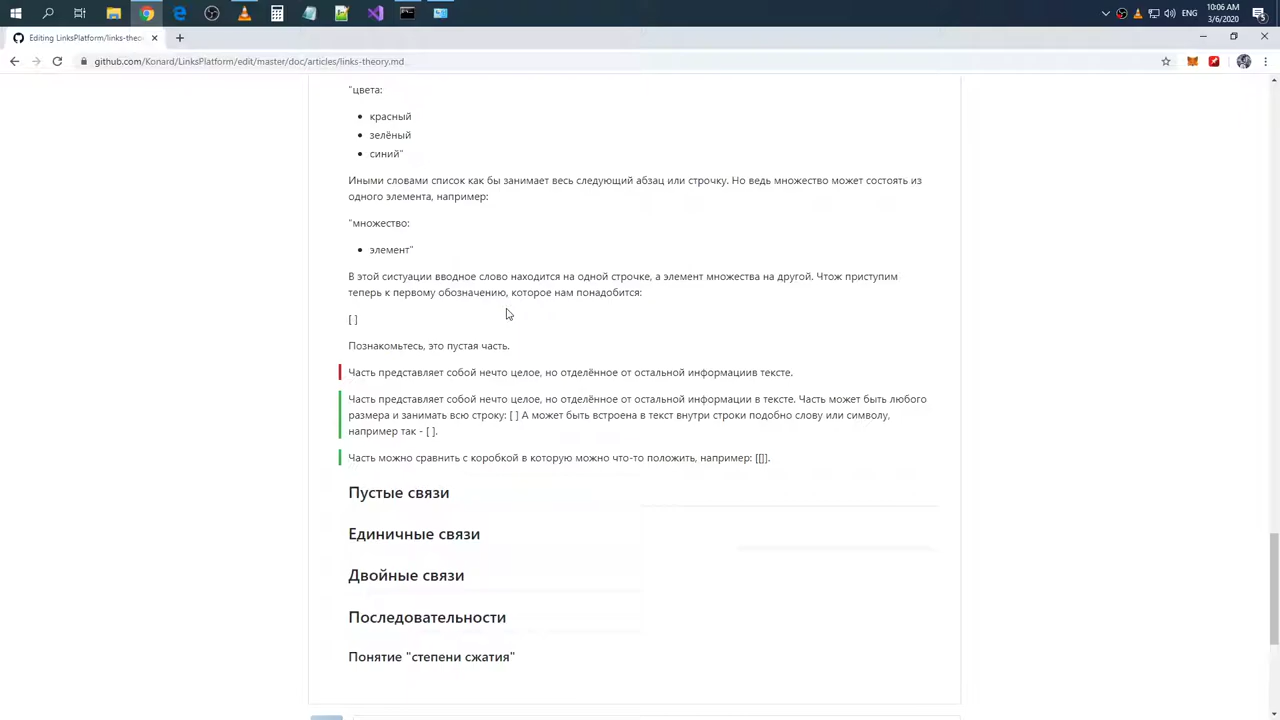 10:06 AM
ENG
3/6/2020
5
Editing LinksPlatform/links-theo
github.com/Konard/LinksPlatform/edit/master/doc/articles/links-theory.md
"цвета:
красный
зелёный
синий"
Иными словами список как бы занимает весь следующий абзац или строчку. Но ведь множество может состоять из
одного элемента, например:
"множество:
элемент"
В этой систуации вводное слово находится на одной строчке, а элемент множества на другой. Чтож приступим
теперь к первому обозначению, которое нам понадобится:
[ ]
Познакомьтесь, это пустая часть.
Часть представляет собой нечто целое, но отделённое от остальной информациив тексте.
Часть представляет собой нечто целое, но отделённое от остальной информации в тексте. Часть может быть любого
размера и занимать всю строку: [ ] А может быть встроена в текст внутри строки подобно слову или символу,
например так - [ ].
Часть можно сравнить с коробкой в которую можно что-то положить, например: [[]].
Пустые связи
Единичные связи
Двойные связи
Последовательности
Понятие "степени сжатия"